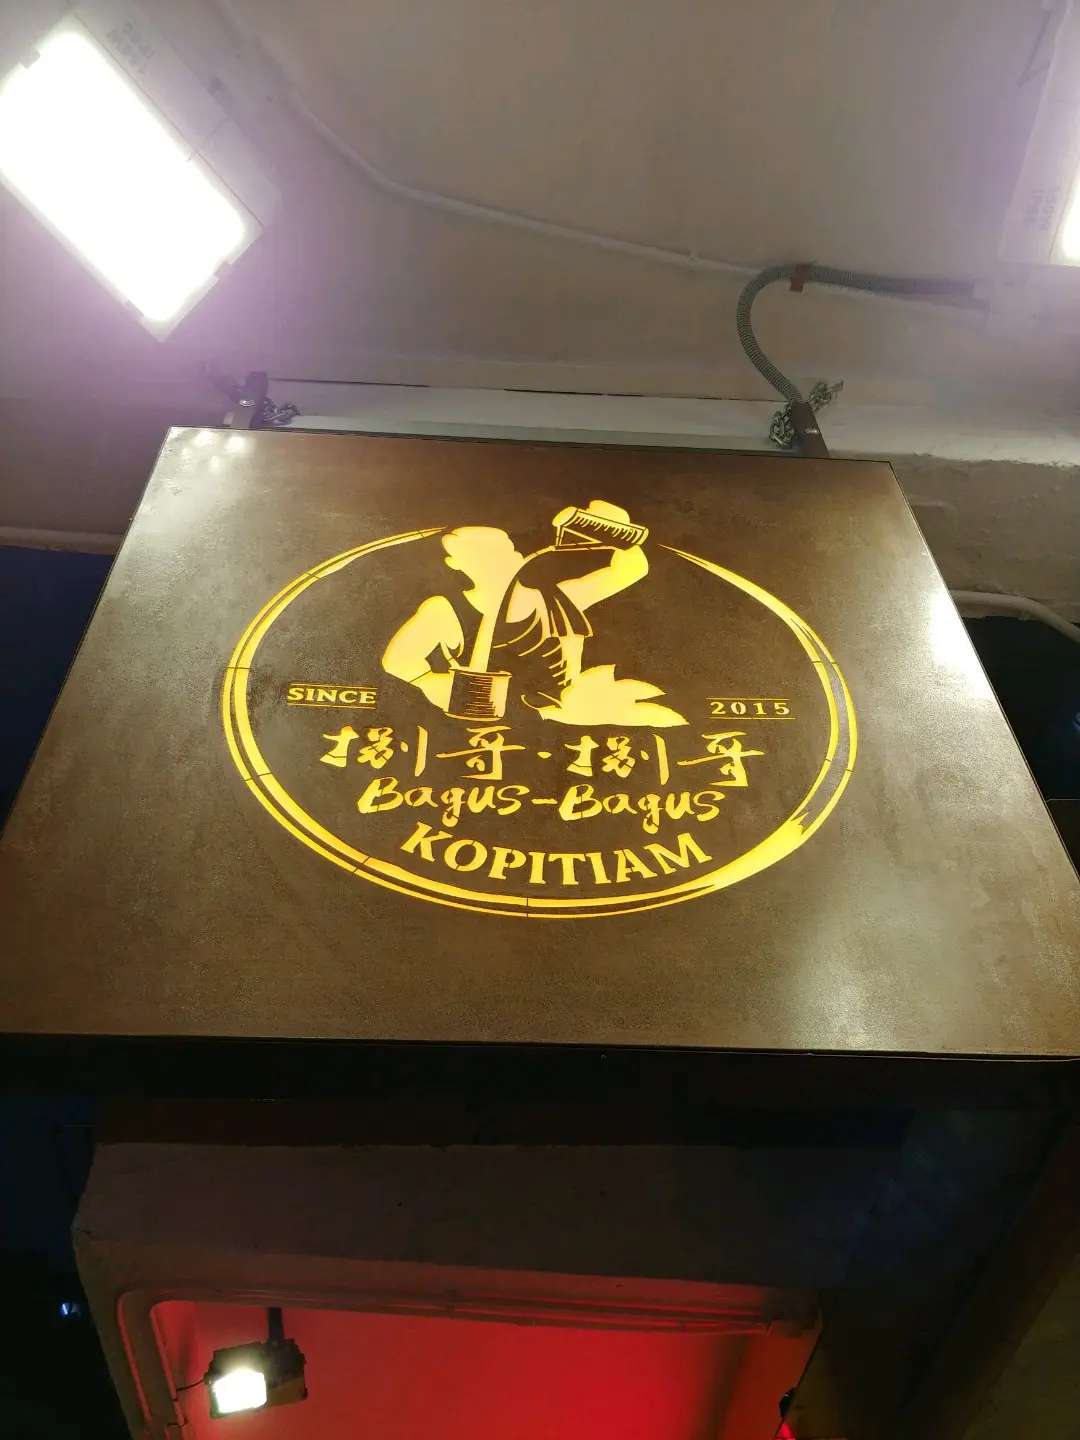 SINCE 2015
捌哥·捌哥
Bagus-Bagus
KOPITIAM